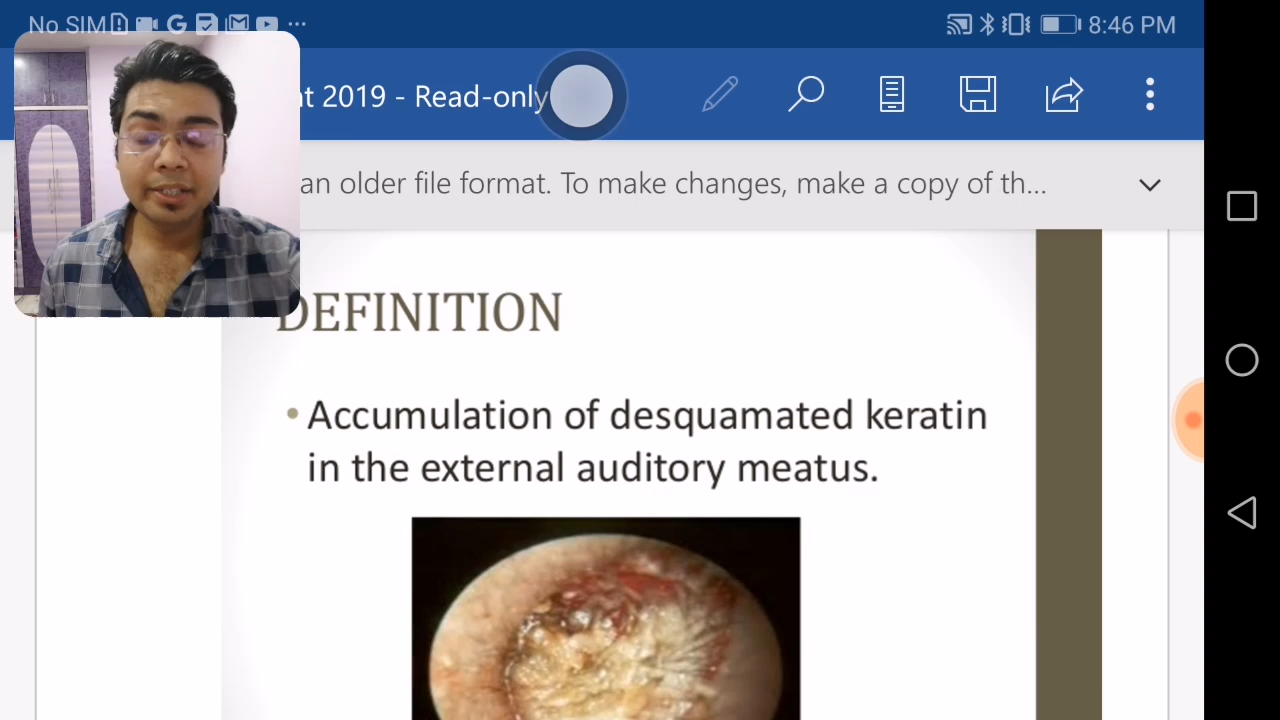 No SIM
8:46 PM
nt 2019 - Read-only
an older file format. To make changes, make a copy of th...
DEFINITION
• Accumulation of desquamated keratin
in the external auditory meatus.